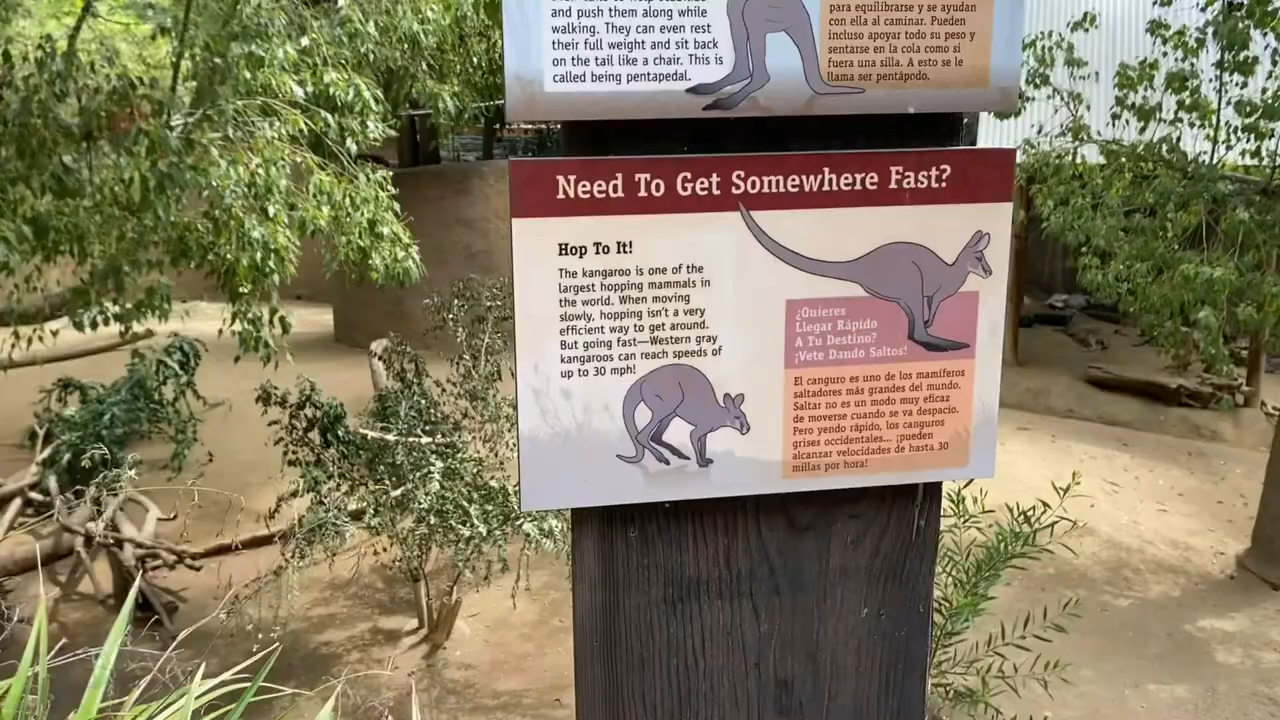 and push them along while
walking. They can even rest
their full weight and sit back
on the tail like a chair. This is
called being pentapedal.
para equilibrarse y se ayudan
con ella al caminar. Pueden
incluso apoyar todo su peso y
sentarse en la cola como si
fuera una silla. A esto se le
llama ser pentápodo.
Need To Get Somewhere Fast?
Hop To It!
The kangaroo is one of the
largest hopping mammals in
the world. When moving
slowly, hopping isn't a very
efficient way to get around.
But going fast—Western gray
kangaroos can reach speeds of
up to 30 mph!
¿Quieres
Llegar Rápido
A Tu Destino?
¡Vete Dando Saltos!
El canguro es uno de los mamíferos
saltadores más grandes del mundo.
Saltar no es un modo muy eficaz
de moverse cuando se va despacio.
Pero yendo rápido, los canguros
grises occidentales... ¡pueden
alcanzar velocidades de hasta 30
millas por hora!